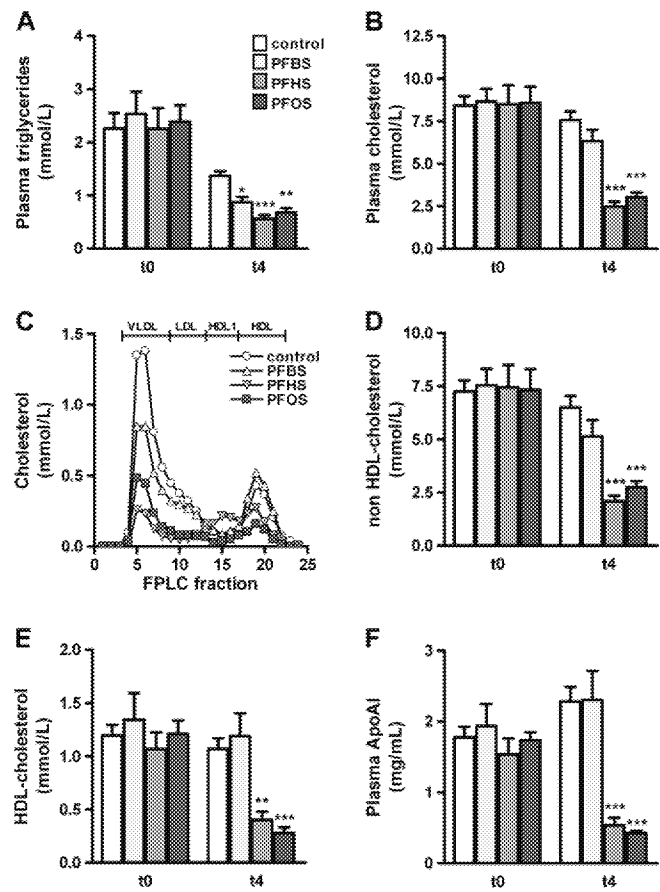 A
Plasma triglycerides
(mmol/L)
3
2
1
0
t0
t4
*
***
**
control
PFBS
PFHS
PFOS
B
Plasma cholesterol
(mmol/L)
10.0
7.5
5.0
2.5
0.0
t0
t4
***
***
C
Cholesterol
(mmol/L)
1.5
1.0
0.5
0.0
VLDL
LDL
HDL1
HDL
control
PFBS
PFHS
PFOS
0
5
10
15
20
25
FPLC fraction
D
non HDL-cholesterol
(mmol/L)
10.0
7.5
5.0
2.5
0.0
t0
t4
***
***
E
HDL-cholesterol
(mmol/L)
2.0
1.5
1.0
0.5
0.0
t0
t4
**
***
F
Plasma ApoAI
(mg/mL)
3
2
1
0
t0
t4
***
***